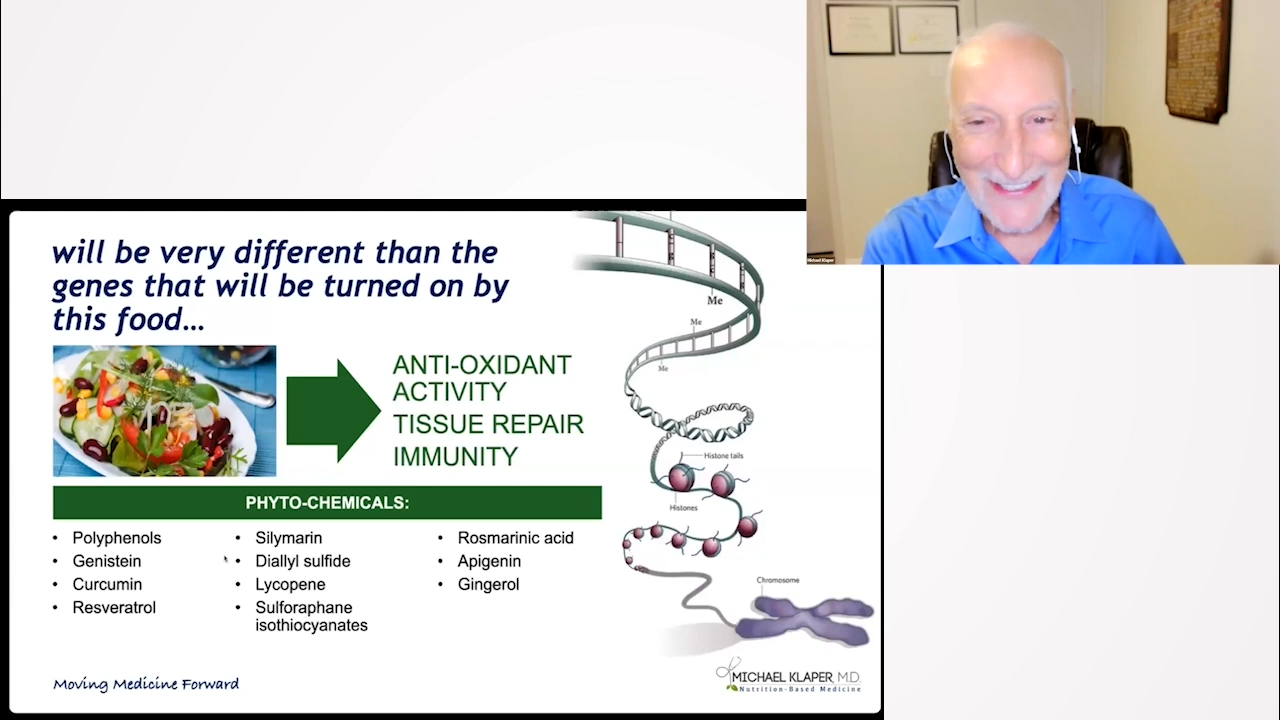 will be very different than the
genes that will be turned on by
this food…
ANTI-OXIDANT
ACTIVITY
TISSUE REPAIR
IMMUNITY
PHYTO-CHEMICALS:
• Polyphenols
• Genistein
• Curcumin
• Resveratrol
• Silymarin
• Diallyl sulfide
• Lycopene
• Sulforaphane
isothiocyanates
• Rosmarinic acid
• Apigenin
• Gingerol
Me
Me
Me
Histone tails
Histones
Chromosome
Moving Medicine Forward
MICHAEL KLAPER, M.D.
Nutrition-Based Medicine
Michael Klaper